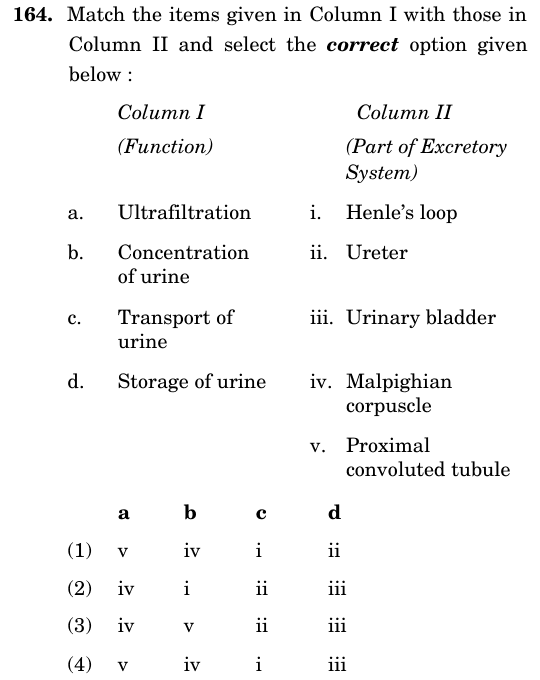 164. Match the items given in Column I with those in
Column II and select the correct option given
below :
Column I Column II
(Function) (Part of Excretory
System)
a. Ultrafiltration i. Henle's loop
b. Concentration ii. Ureter
of urine
c. Transport of iii. Urinary bladder
urine
d. Storage of urine iv. Malpighian
corpuscle
v. Proximal
convoluted tubule
a b c d
(1) v iv i ii
(2) iv i ii iii
(3) iv v ii iii
(4) v iv i iii